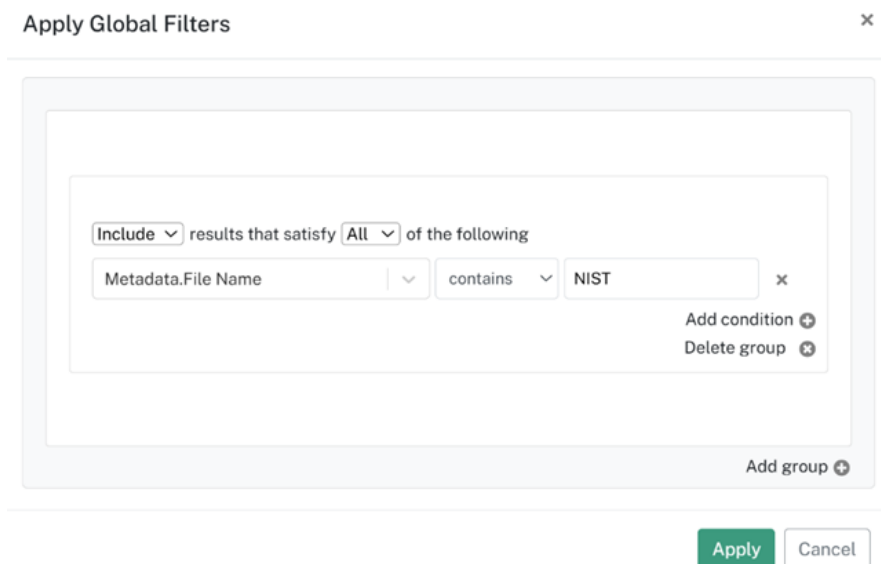 Apply Global Filters ×
Include results that satisfy All of the following
Metadata.File Name contains NIST ×
Add condition
Delete group
Add group
Apply Cancel